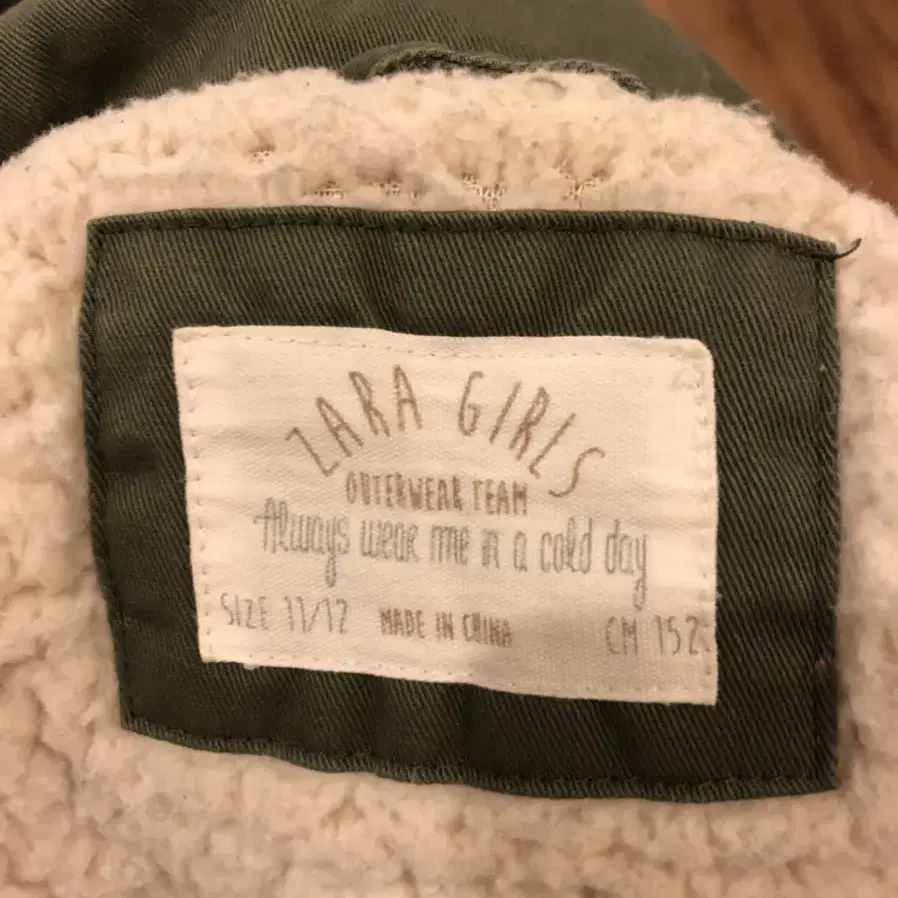 ZARA GIRLS
OUTERWEAR TEAM
Always wear me in a cold day
SIZE 11/12 MADE IN CHINA CM 152